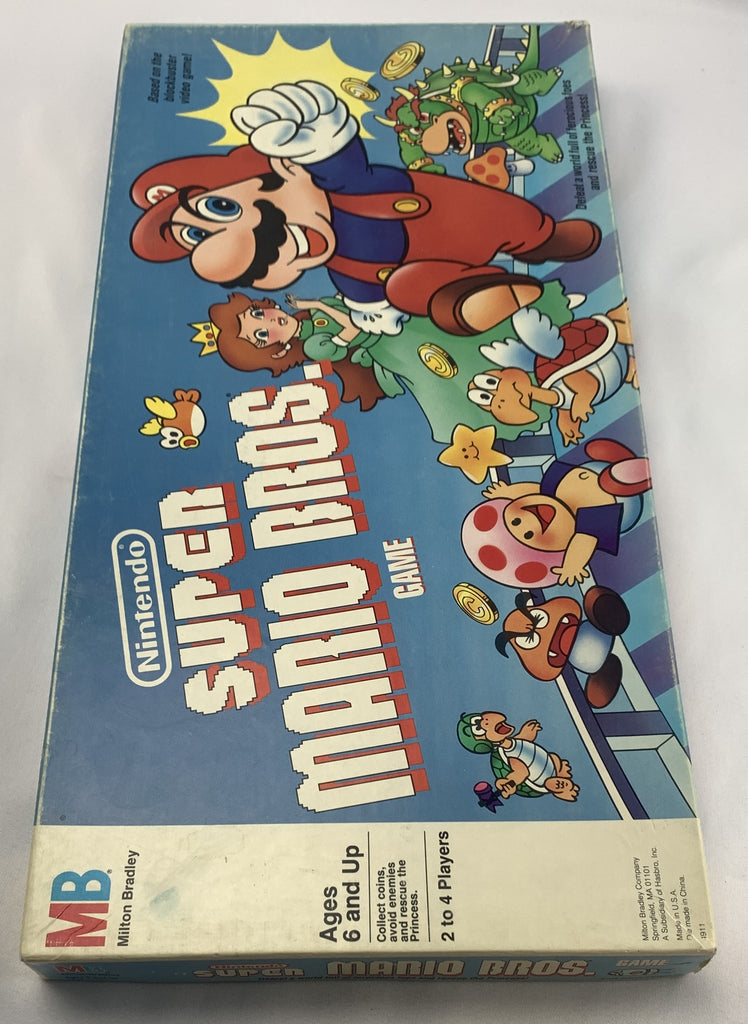 Based on the
blockbuster
video game!
M
Defeat a world full of ferocious foes
and rescue the Princess!
Nintendo®
SUPER
MARIO BROS.
GAME
MB®
Milton Bradley
Ages
6 and Up
Collect coins,
avoid enemies
and rescue the
Princess.
2 to 4 Players
Milton Bradley Company
Springfield, MA 01101
A Subsidiary of Hasbro, Inc.
Made in U.S.A.
made in China.
MB
Nintendo
SUPER MARIO BROS.
GAME